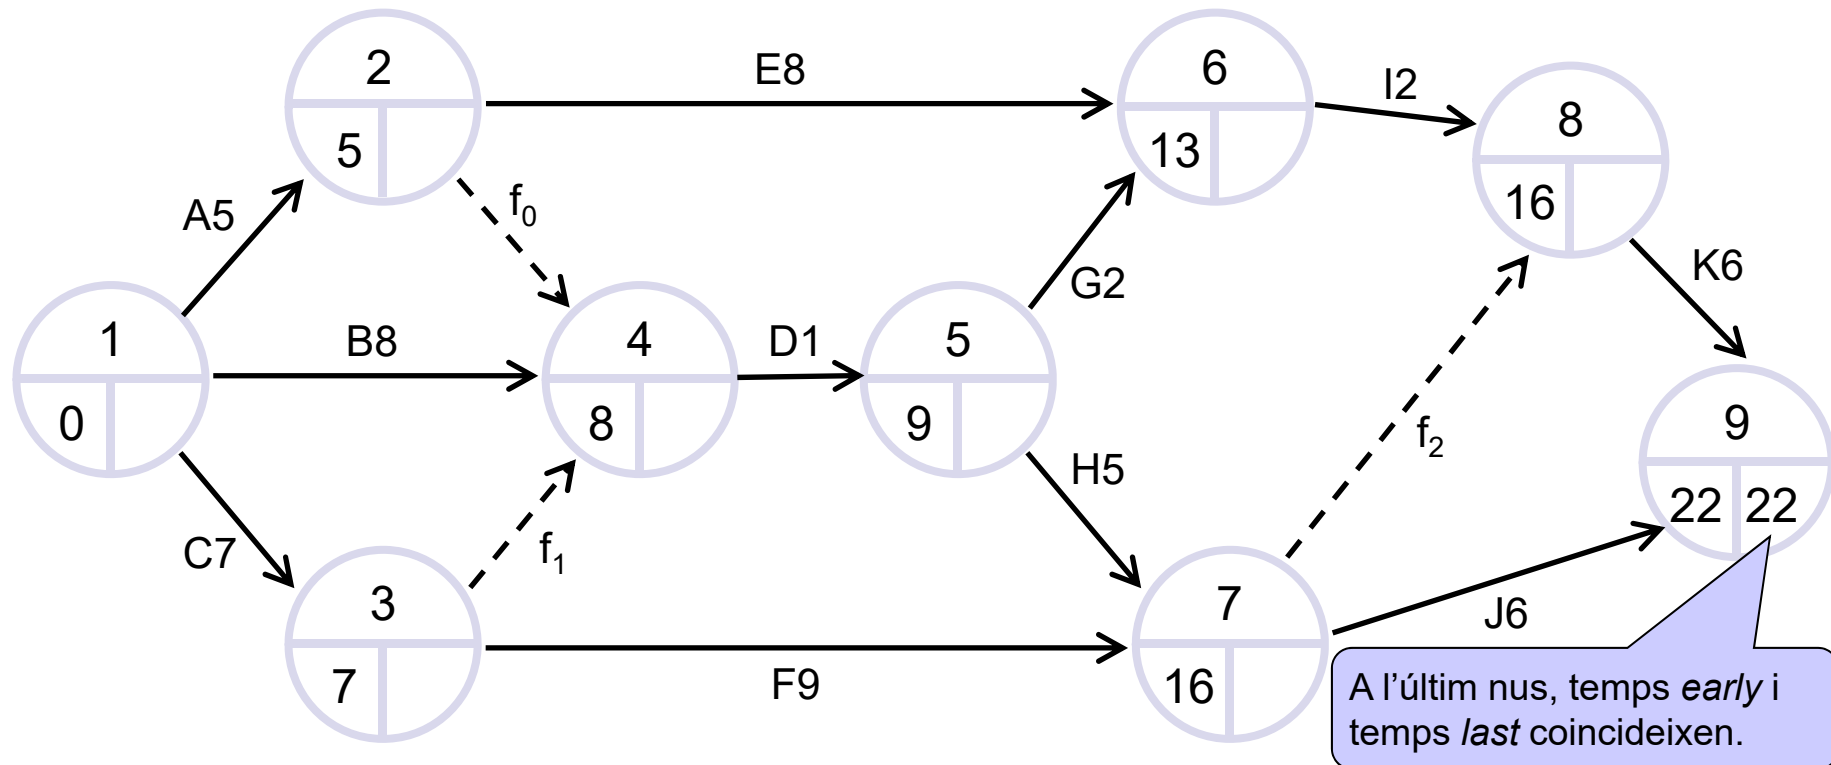 2
5
E8
6
13
I2
8
16
A5
f0
G2
K6
1
0
B8
4
8
D1
5
9
9
22 22
C7
f1
H5
f2
3
7
F9
7
16
J6
A l'últim nus, temps early i
temps last coincideixen.